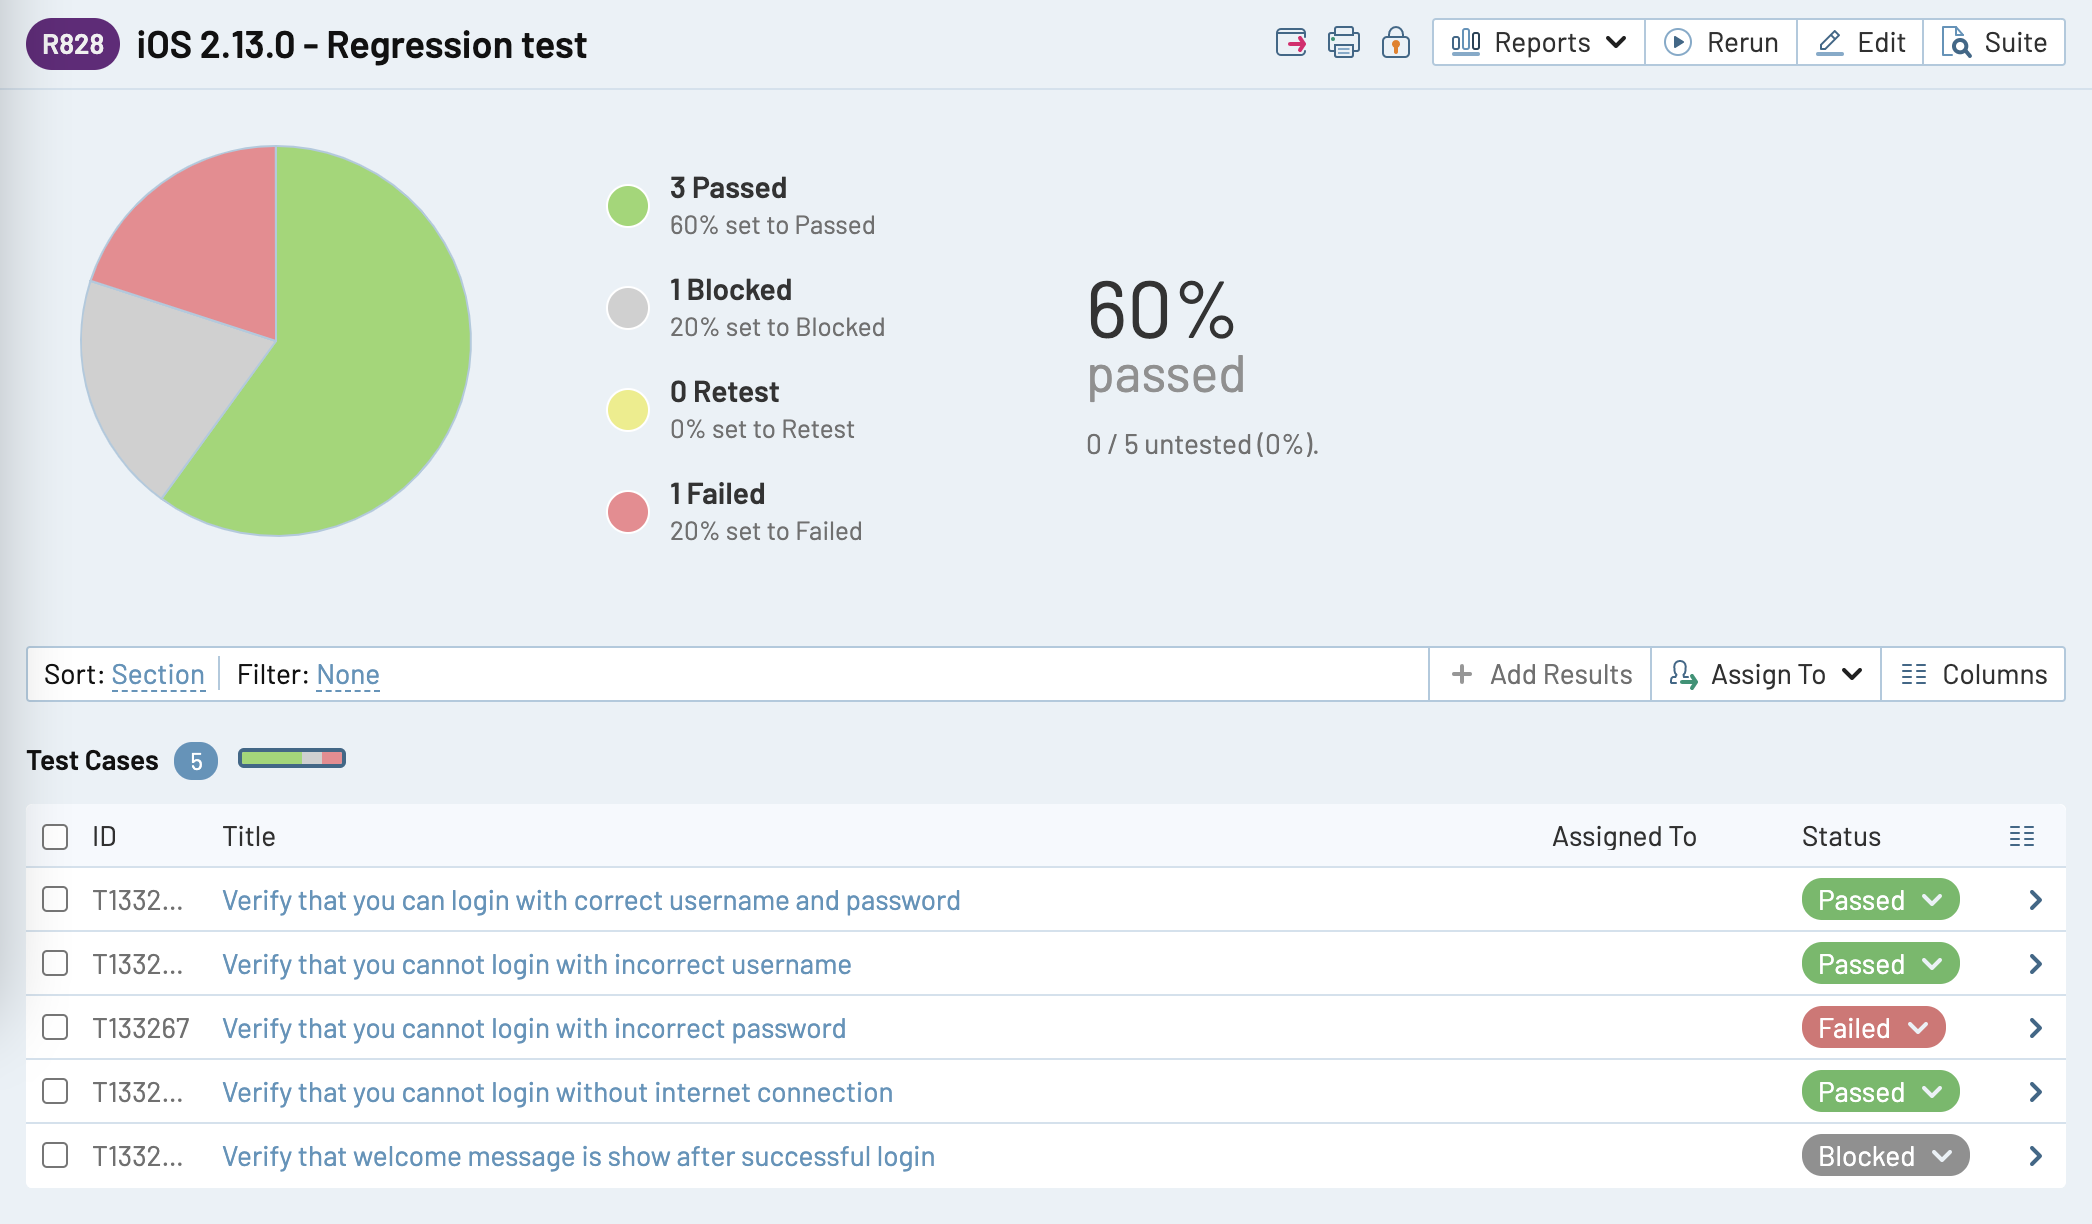 R828 iOS 2.13.0 - Regression test
Reports Rerun Edit Suite
3 Passed
60% set to Passed
1 Blocked
20% set to Blocked
0 Retest
0% set to Retest
1 Failed
20% set to Failed
60%
passed
0 / 5 untested (0%).
Sort: Section Filter: None + Add Results Assign To Columns
Test Cases 5
ID Title Assigned To Status
T1332... Verify that you can login with correct username and password Passed
T1332... Verify that you cannot login with incorrect username Passed
T133267 Verify that you cannot login with incorrect password Failed
T1332... Verify that you cannot login without internet connection Passed
T1332... Verify that welcome message is show after successful login Blocked